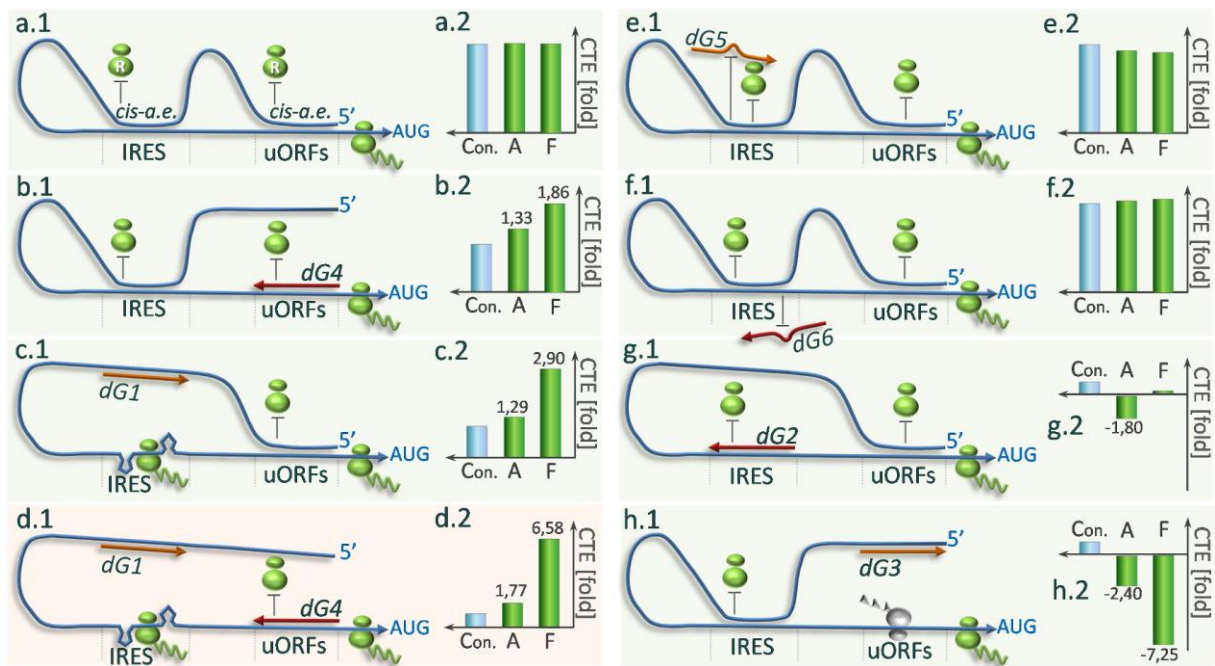 a.1
R
cis-a.e.
R
cis-a.e.
5'
AUG
IRES
uORFs
a.2
CTE [fold]
Con. A F
b.1
5'
dG4
AUG
IRES
uORFs
b.2
CTE [fold]
1,33
1,86
Con. A F
c.1
dG1
5'
AUG
IRES
uORFs
c.2
CTE [fold]
1,29
2,90
Con. A F
d.1
dG1
5'
dG4
AUG
IRES
uORFs
d.2
CTE [fold]
1,77
6,58
Con. A F
e.1
dG5
5'
AUG
IRES
uORFs
e.2
CTE [fold]
Con. A F
f.1
5'
AUG
IRES
uORFs
dG6
f.2
CTE [fold]
Con. A F
g.1
dG2
5'
AUG
IRES
uORFs
g.2
CTE [fold]
Con. A F
-1,80
h.1
5'
dG3
AUG
IRES
uORFs
h.2
CTE [fold]
Con. A F
-2,40
-7,25